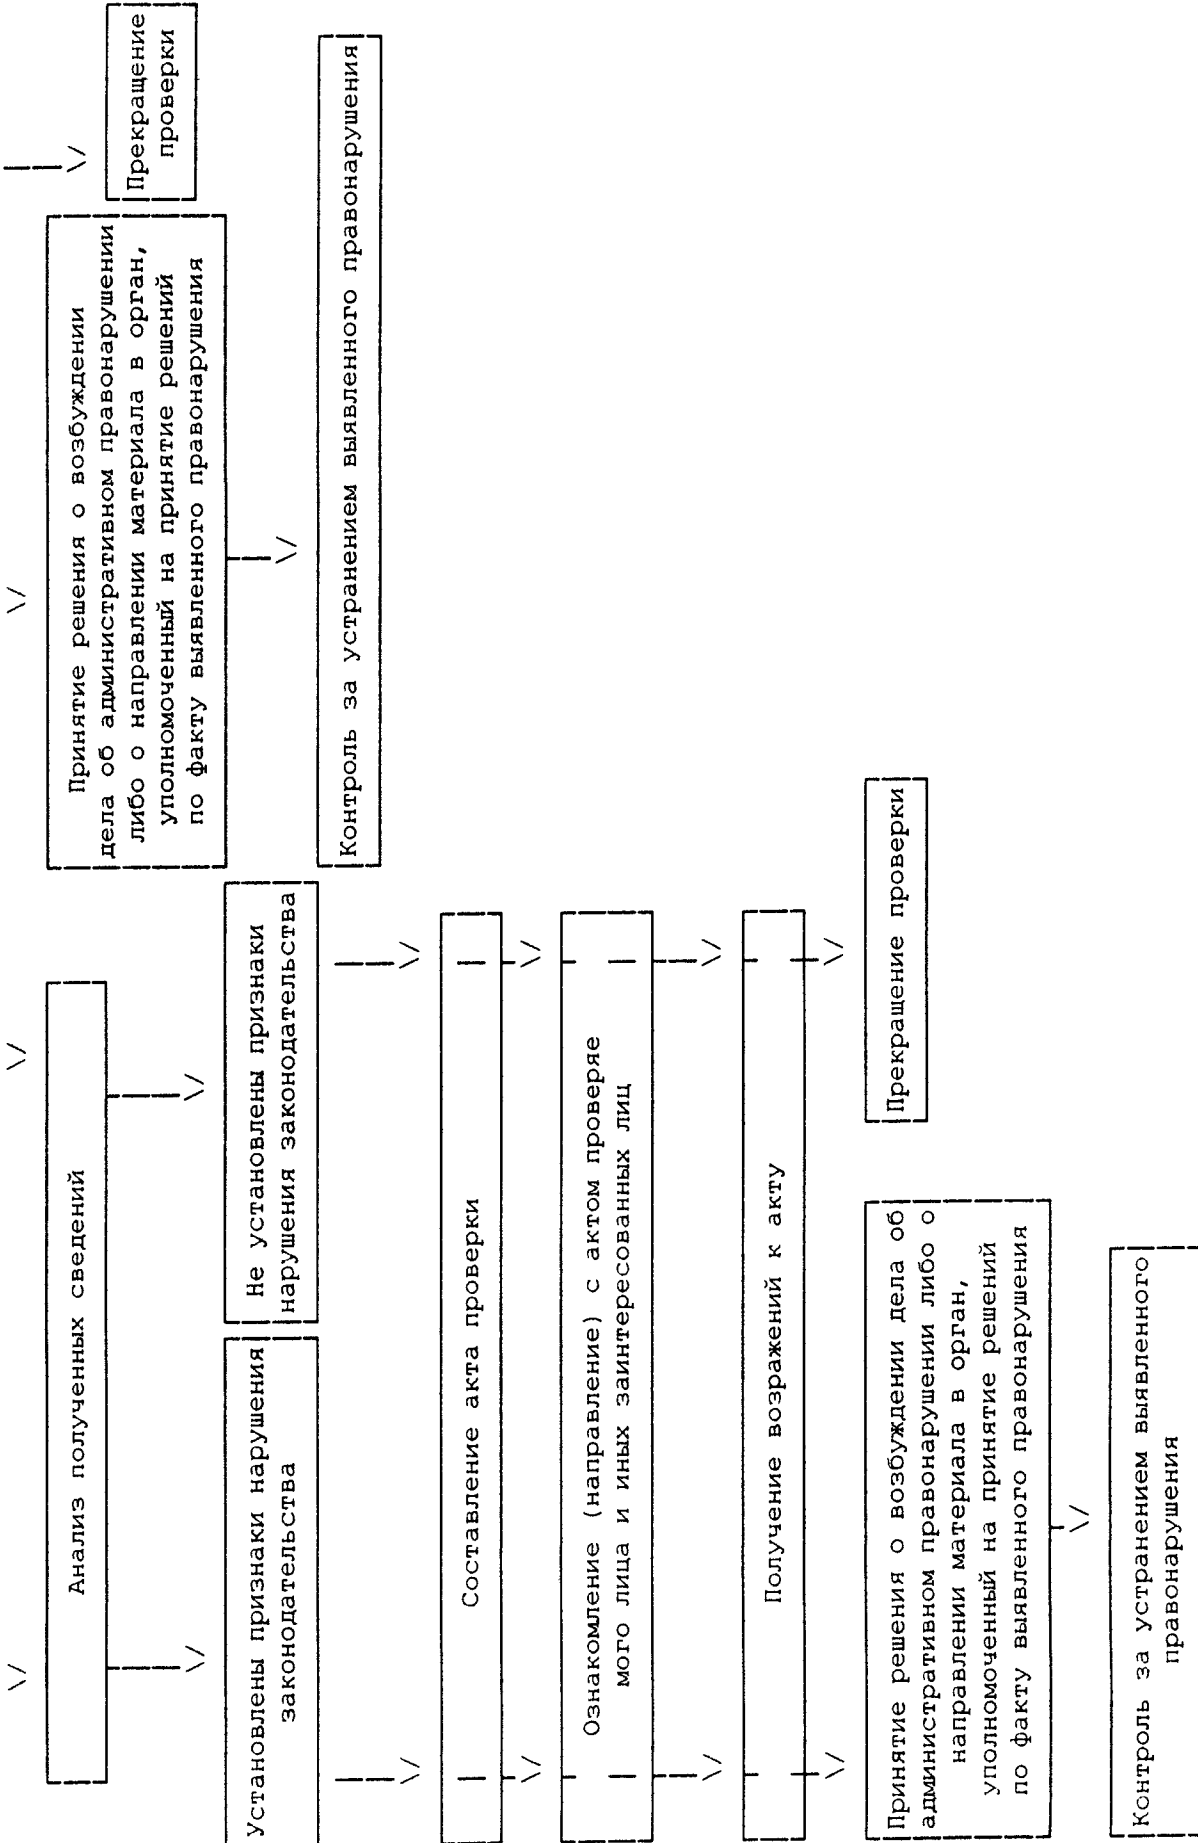 Анализ полученных сведений
Принятие решения о возбуждении
дела об административном правонарушении
либо о направлении материала в орган,
уполномоченный на принятие решений
по факту выявленного правонарушения
Прекращение
проверки
Установлены признаки нарушения
законодательства
Не установлены признаки
нарушения законодательства
Контроль за устранением выявленного правонарушения
Составление акта проверки
Ознакомление (направление) с актом проверяе
мого лица и иных заинтересованных лиц
Получение возражений к акту
Принятие решения о возбуждении дела об
административном правонарушении либо о
направлении материала в орган,
уполномоченный на принятие решений
по факту выявленного правонарушения
Прекращение проверки
Контроль за устранением выявленного
правонарушения